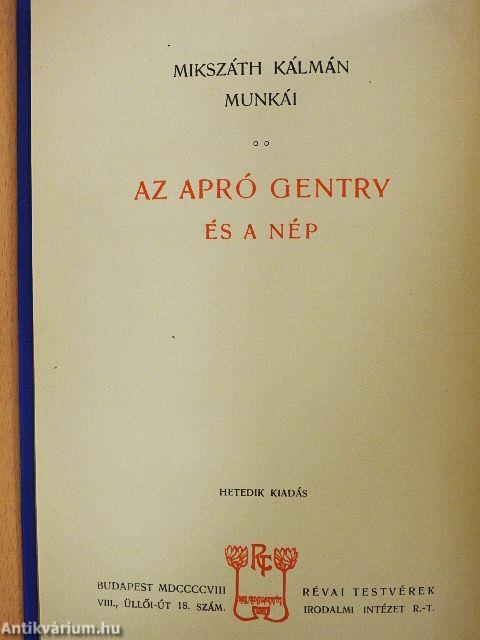 MIKSZÁTH KÁLMÁN
MUNKÁI
AZ APRÓ GENTRY
ÉS A NÉP
HETEDIK KIADÁS
RT
BUDAPEST MDCCCCVIII
VIII., ÜLLŐI-ÚT 18. SZÁM.
RÉVAI TESTVÉREK
IRODALMI INTÉZET R.-T.
Antikvárium.hu